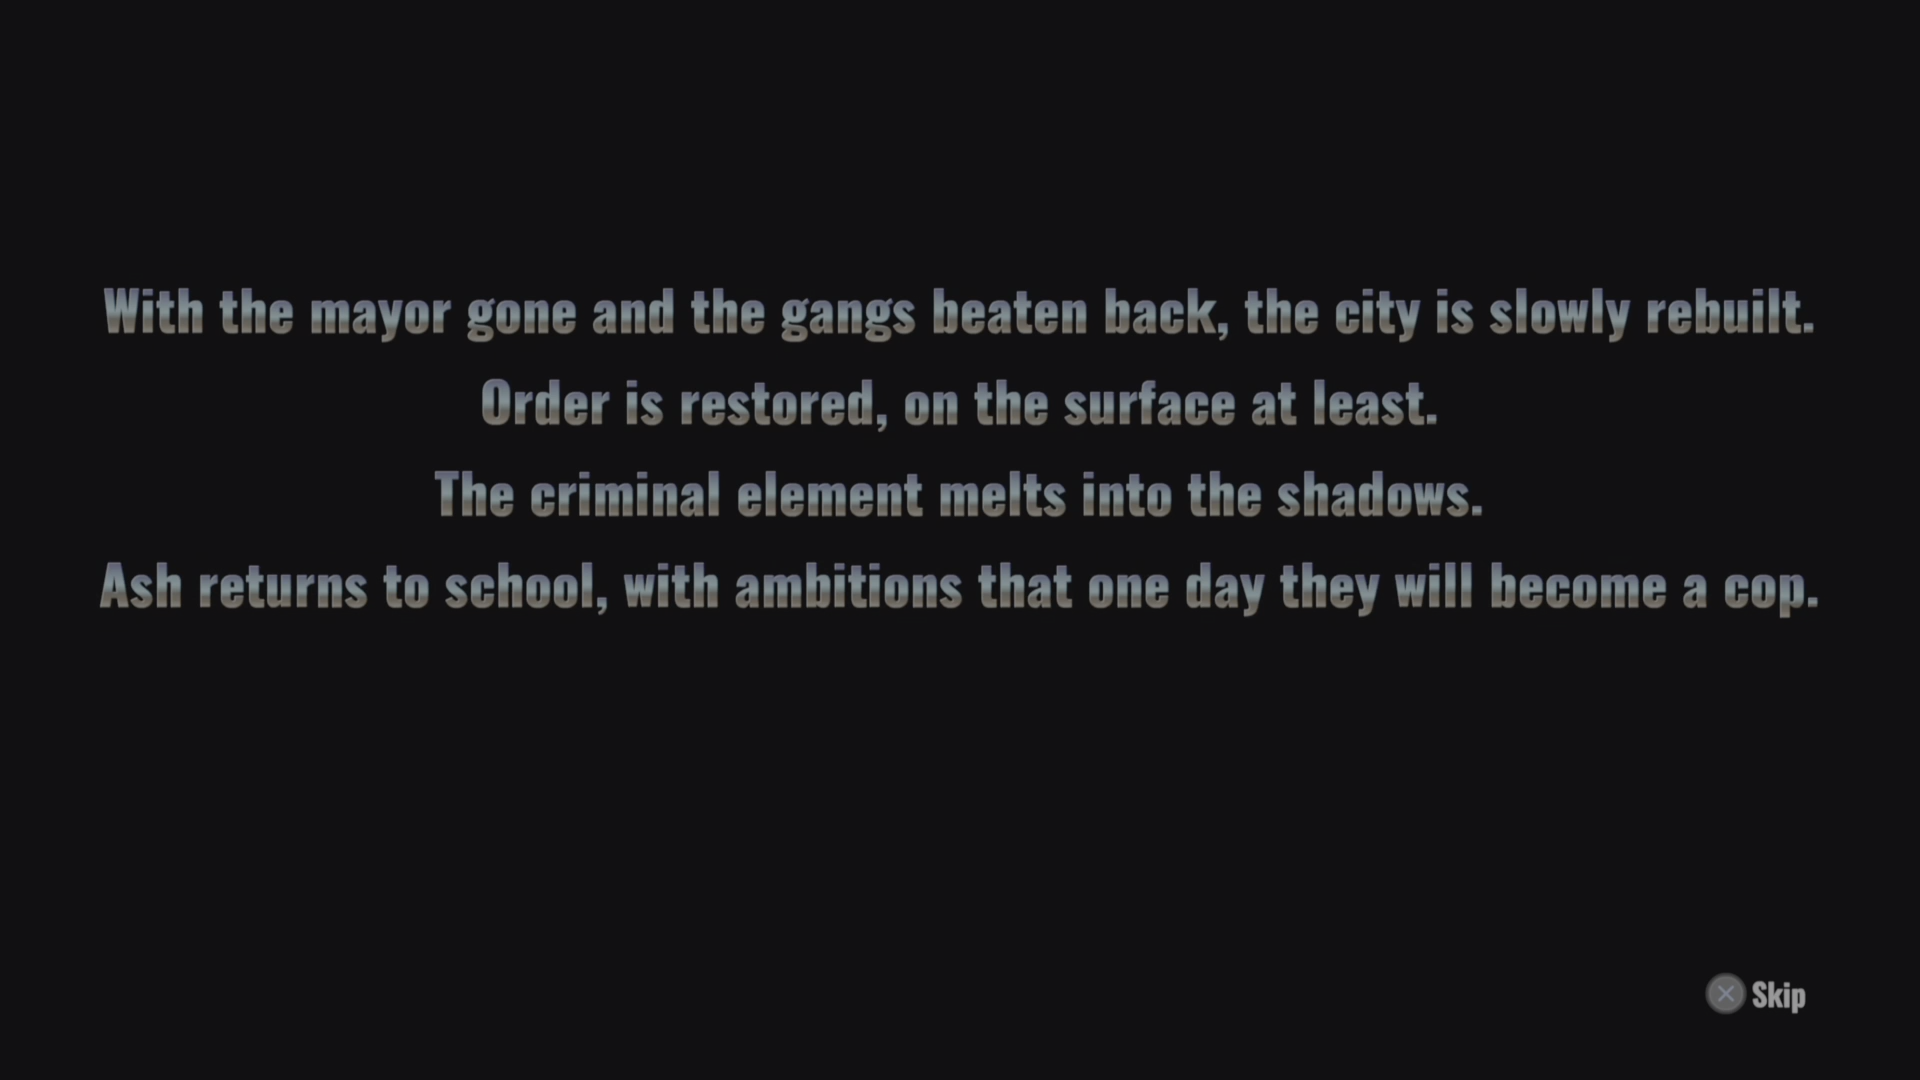 With the mayor gone and the gangs beaten back, the city is slowly rebuilt.
Order is restored, on the surface at least.
The criminal element melts into the shadows.
Ash returns to school, with ambitions that one day they will become a cop.
Skip